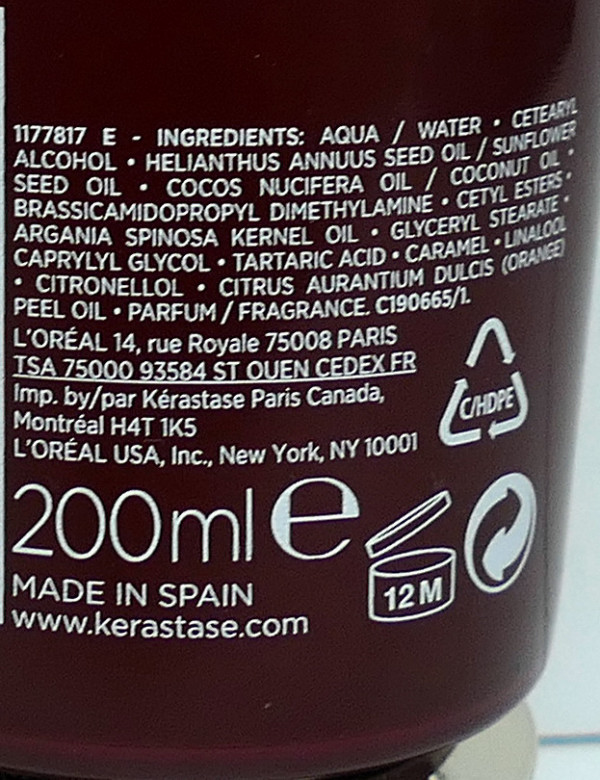 1177817 E - INGREDIENTS: AQUA / WATER • CETEARYL
ALCOHOL • HELIANTHUS ANNUUS SEED OIL / SUNFLOWER
SEED OIL • COCOS NUCIFERA OIL / COCONUT OIL •
BRASSICAMIDOPROPYL DIMETHYLAMINE • CETYL ESTERS •
ARGANIA SPINOSA KERNEL OIL • GLYCERYL STEARATE •
CAPRYLYL GLYCOL • TARTARIC ACID • CARAMEL • LINALOOL
• CITRONELLOL • CITRUS AURANTIUM DULCIS (ORANGE)
PEEL OIL • PARFUM / FRAGRANCE. C190665/1.
L'ORÉAL 14, rue Royale 75008 PARIS
TSA 75000 93584 ST OUEN CEDEX FR
Imp. by/par Kérastase Paris Canada,
Montréal H4T 1K5
L'ORÉAL USA, Inc., New York, NY 10001
C/HDPE
200ml e
12 M
MADE IN SPAIN
www.kerastase.com